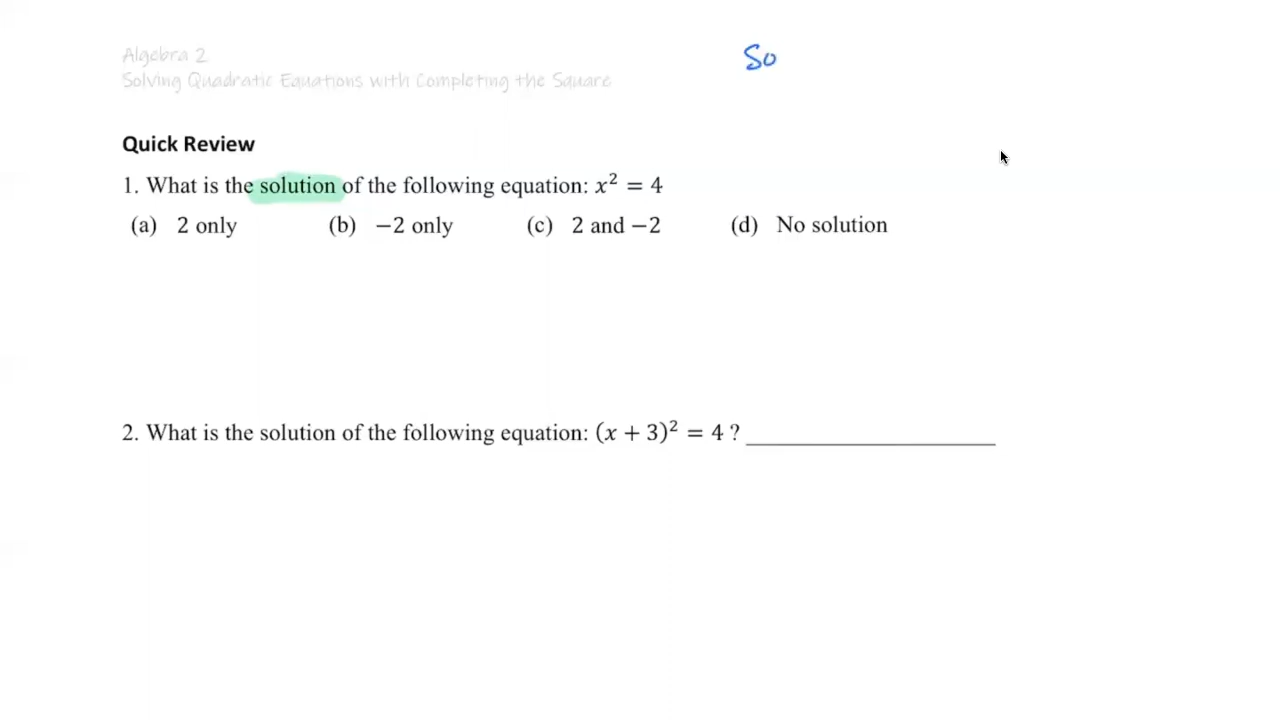 Algebra 2
So
Solving Quadratic Equations with Completing the Square
Quick Review
1. What is the solution of the following equation: x² = 4
(a) 2 only (b) −2 only (c) 2 and −2 (d) No solution
2. What is the solution of the following equation: (x + 3)² = 4 ? ____________________